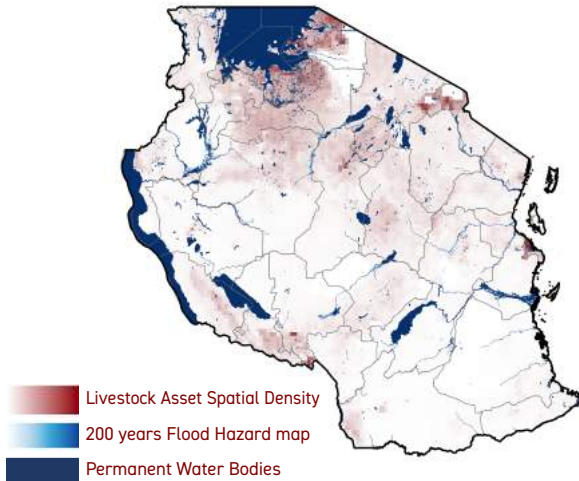 Livestock Asset Spatial Density
200 years Flood Hazard map
Permanent Water Bodies